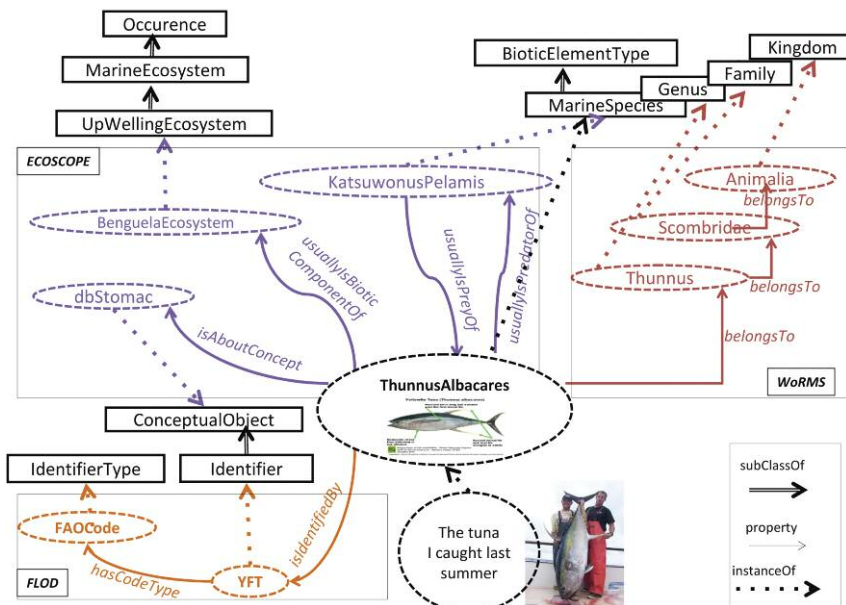 Occurence
MarineEcosystem
UpWellingEcosystem
BioticElementType
Kingdom
Family
Genus
MarineSpecies
ECOSCOPE
KatsuwonusPelamis
Animalia
belongsTo
BenguelaEcosystem
Scombridae
usuallyIsBiotic
ComponentOf
usuallyIsPreyOf
usuallyIsPredatorOf
Thunnus
belongsTo
dbStomac
isAboutConcept
belongsTo
ThunnusAlbacares
WoRMS
ConceptualObject
IdentifierType
Identifier
subClassOf
FAOCode
isIdentifiedBy
The tuna
I caught last
summer
property
hasCodeType
YFT
FLOD
instanceOf